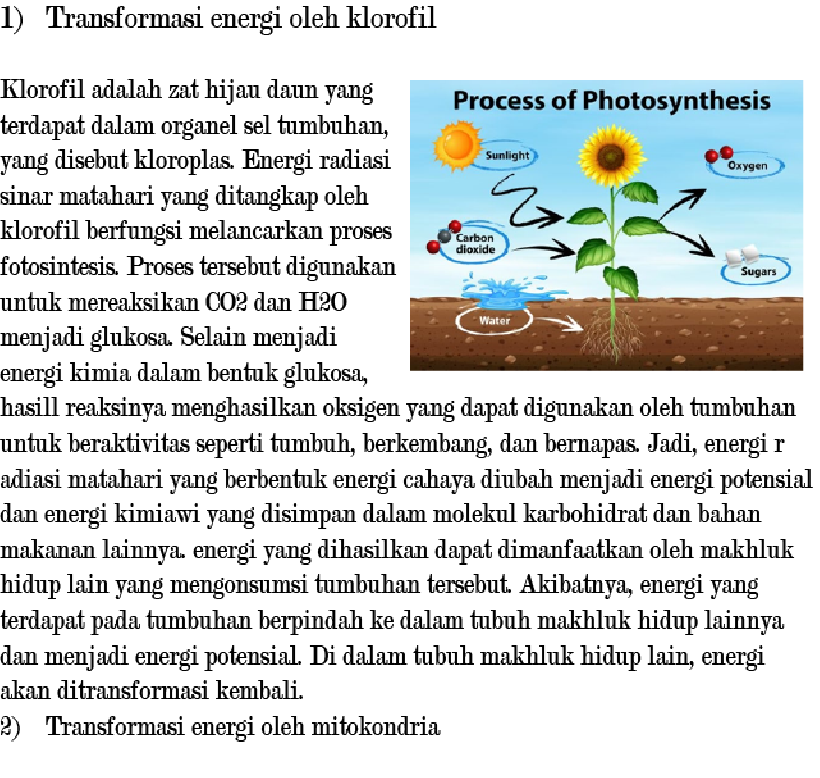 1) Transformasi energi oleh klorofil
Klorofil adalah zat hijau daun yang
terdapat dalam organel sel tumbuhan,
yang disebut kloroplas. Energi radiasi
sinar matahari yang ditangkap oleh
klorofil berfungsi melancarkan proses
fotosintesis. Proses tersebut digunakan
untuk mereaksikan CO2 dan H2O
menjadi glukosa. Selain menjadi
energi kimia dalam bentuk glukosa,
Process of Photosynthesis
Sunlight
Oxygen
Carbon
dioxide
Sugars
Water
hasill reaksinya menghasilkan oksigen yang dapat digunakan oleh tumbuhan
untuk beraktivitas seperti tumbuh, berkembang, dan bernapas. Jadi, energi r
adiasi matahari yang berbentuk energi cahaya diubah menjadi energi potensial
dan energi kimiawi yang disimpan dalam molekul karbohidrat dan bahan
makanan lainnya. energi yang dihasilkan dapat dimanfaatkan oleh makhluk
hidup lain yang mengonsumsi tumbuhan tersebut. Akibatnya, energi yang
terdapat pada tumbuhan berpindah ke dalam tubuh makhluk hidup lainnya
dan menjadi energi potensial. Di dalam tubuh makhluk hidup lain, energi
akan ditransformasi kembali.
2) Transformasi energi oleh mitokondria